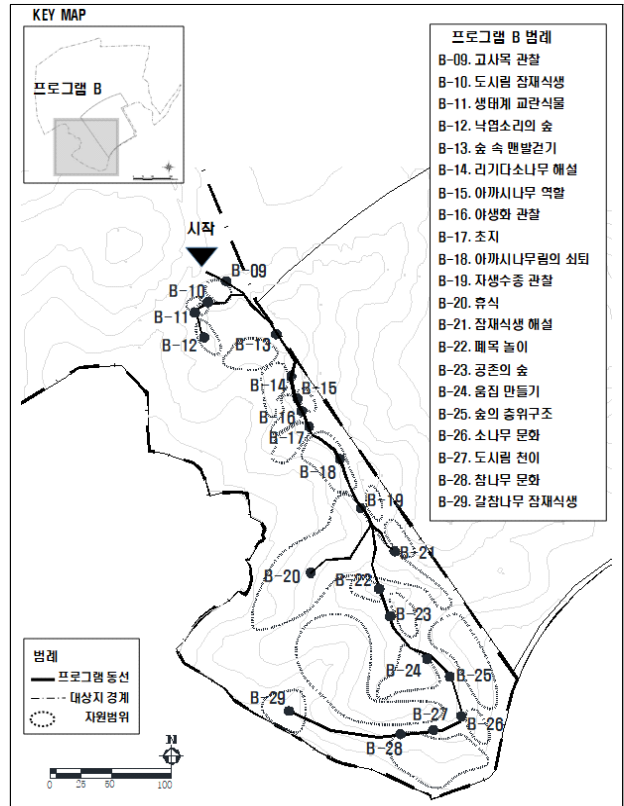 KEY MAP
프로그램 B
프로그램 B 범례
B-09. 고사목 관찰
B-10. 도시림 잠재식생
B-11. 생태계 교란식물
B-12. 낙엽소리의 숲
B-13. 숲 속 맨발걷기
B-14. 리기다소나무 해설
B-15. 아까시나무 역할
B-16. 야생화 관찰
B-17. 초지
B-18. 아까시나무림의 쇠퇴
B-19. 자생수종 관찰
B-20. 휴식
B-21. 잠재식생 해설
B-22. 폐목 놀이
B-23. 공존의 숲
B-24. 움집 만들기
B-25. 숲의 층위구조
B-26. 소나무 문화
B-27. 도시림 천이
B-28. 참나무 문화
B-29. 갈참나무 잠재식생
시작
B-09
B-10
B-11
B-12
B-13
B-14
B-15
B-16
B-17
B-18
B-19
B-21
B-20
B-22
B-23
B-24
B-25
B-29
B-26
B-27
B-28
범례
프로그램 동선
대상지 경계
자원범위
N
0 25 50 100